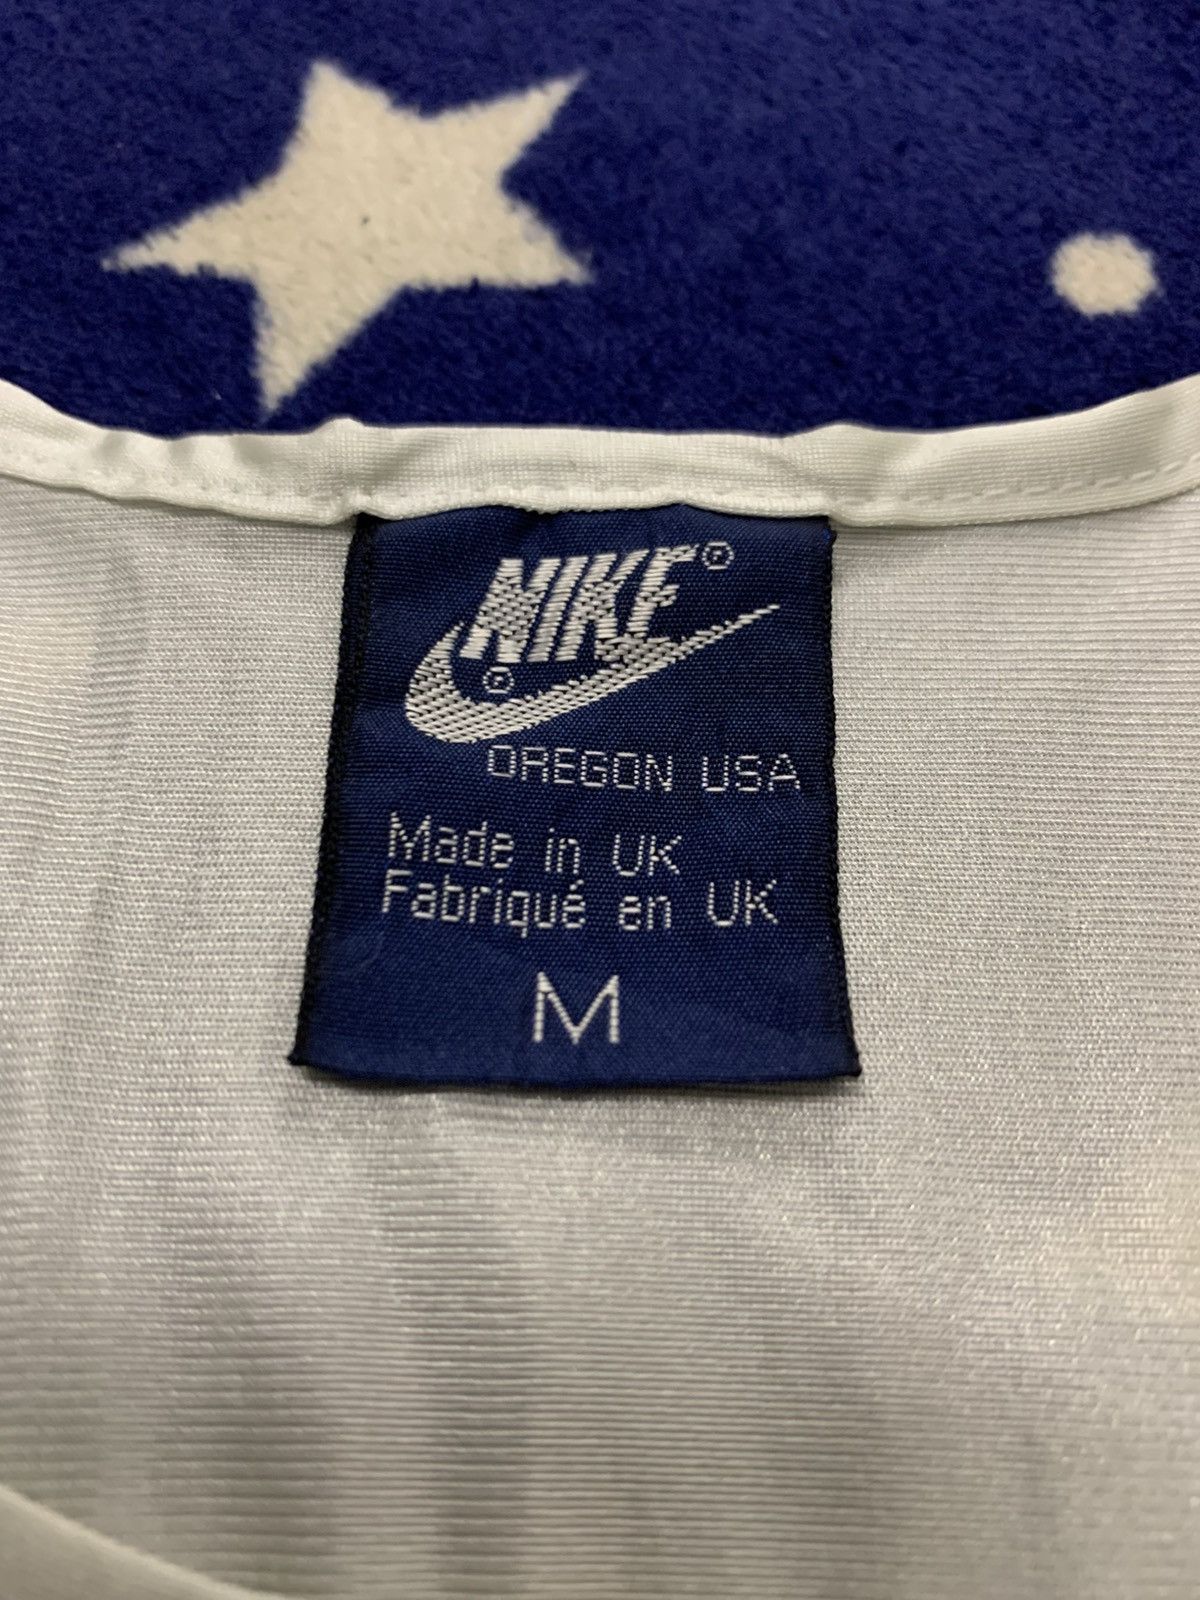 NIKE®
®
OREGON USA
Made in UK
Fabriqué en UK
M